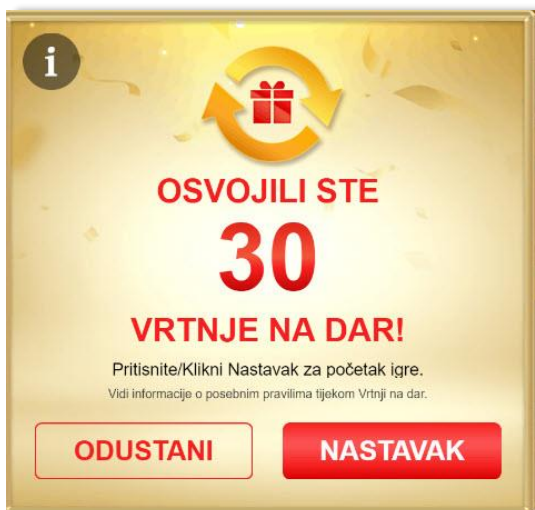 i
OSVOJILI STE
30
VRTNJE NA DAR!
Pritisnite/Klikni Nastavak za početak igre.
Vidi informacije o posebnim pravilima tijekom Vrtnji na dar.
ODUSTANI
NASTAVAK